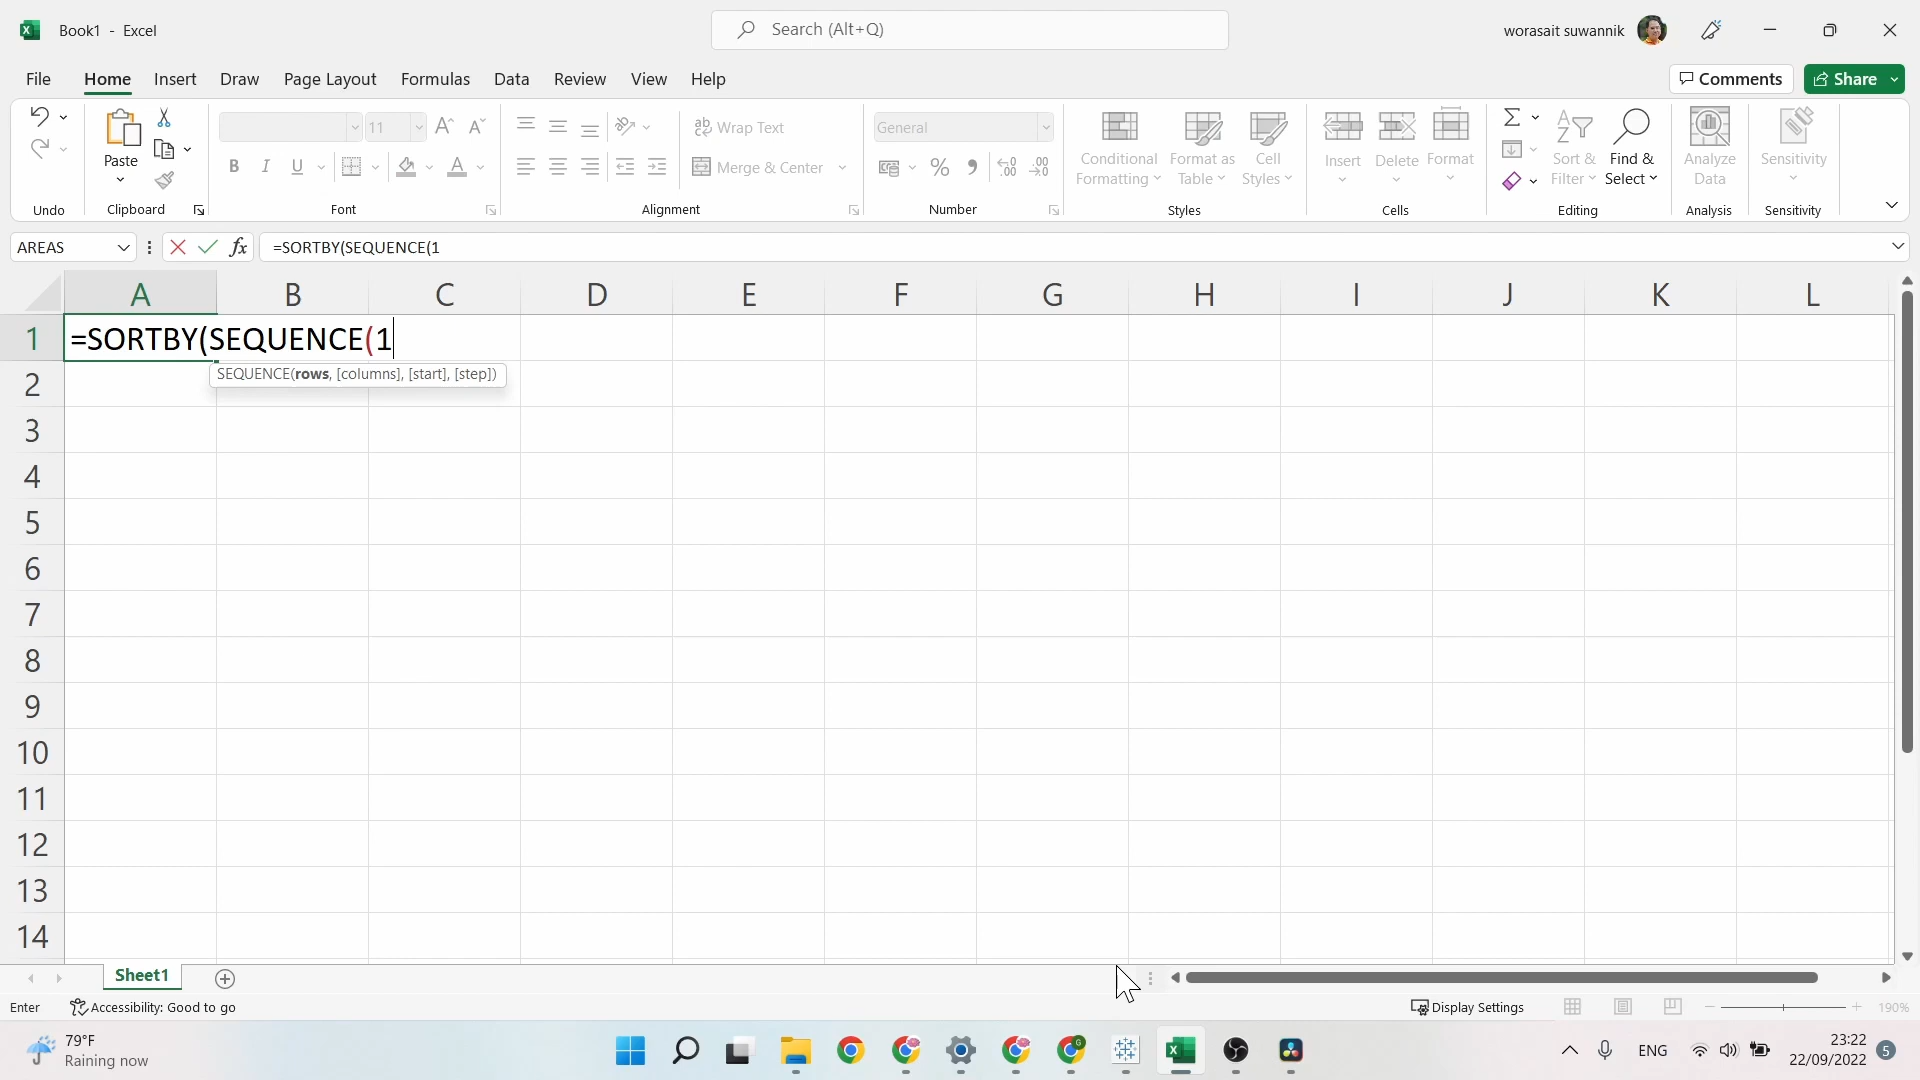 Book1 - Excel
Search (Alt+Q)
worasait suwannik
File Home Insert Draw Page Layout Formulas Data Review View Help
Comments Share
Paste
11
Wrap Text
Merge & Center
General
Conditional Formatting
Format as Table
Cell Styles
Insert Delete Format
Sort & Filter
Find & Select
Analyze Data
Sensitivity
Undo Clipboard Font Alignment Number Styles Cells Editing Analysis Sensitivity
AREAS
fx
=SORTBY(SEQUENCE(1
A B C D E F G H I J K L
1 =SORTBY(SEQUENCE(1
SEQUENCE(rows, [columns], [start], [step])
2
3
4
5
6
7
8
9
10
11
12
13
14
Sheet1
Enter Accessibility: Good to go Display Settings 190%
79°F
Raining now
ENG
23:22
22/09/2022
5